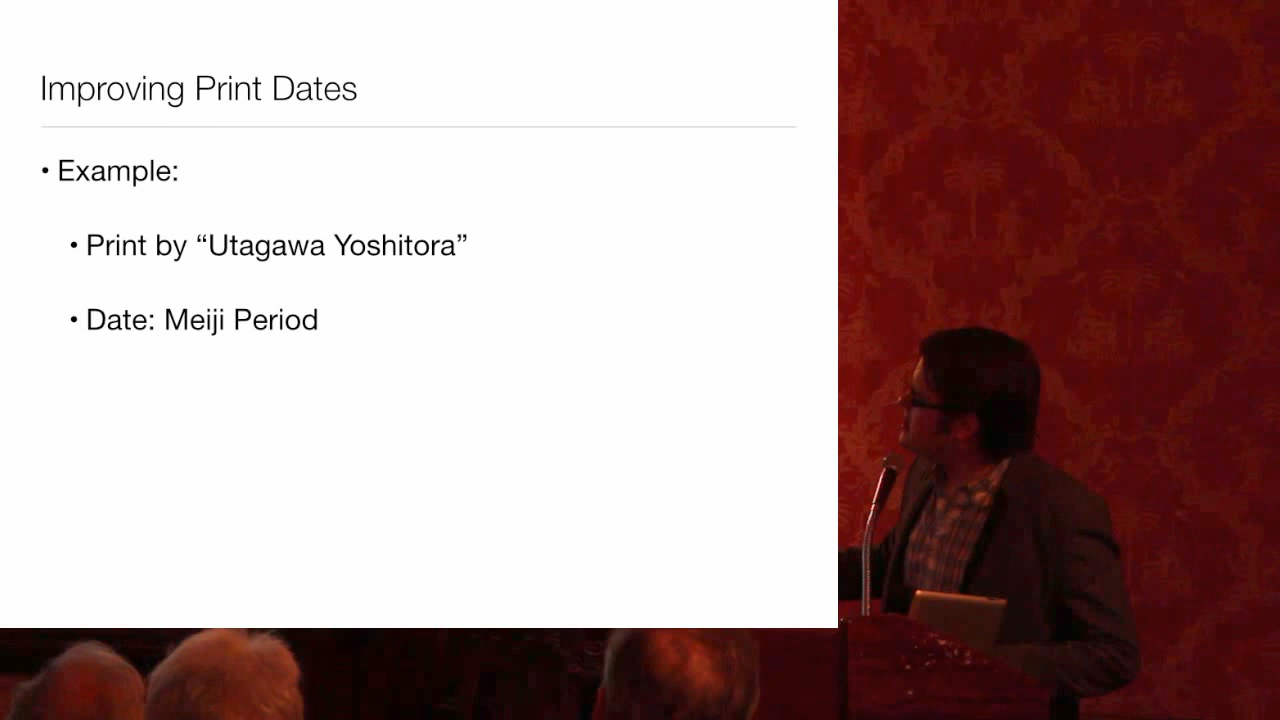 Improving Print Dates
• Example:
• Print by “Utagawa Yoshitora”
• Date: Meiji Period